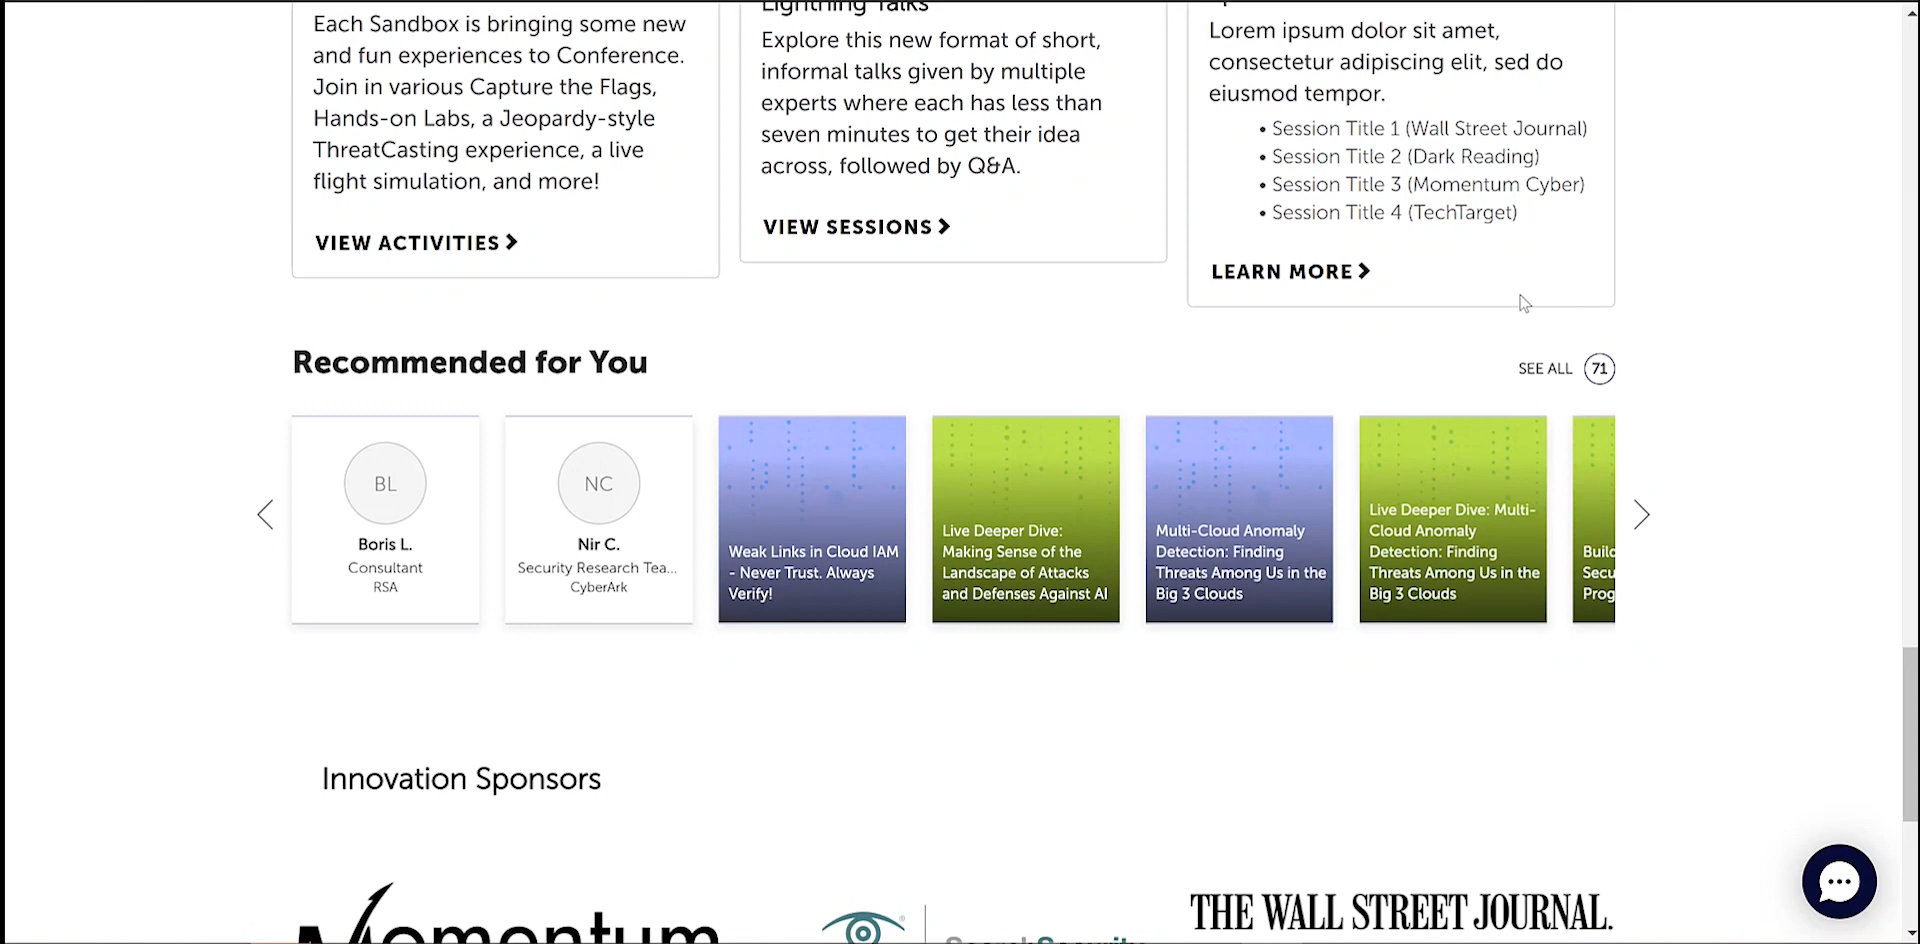 Each Sandbox is bringing some new
and fun experiences to Conference.
Join in various Capture the Flags,
Hands-on Labs, a Jeopardy-style
ThreatCasting experience, a live
flight simulation, and more!
VIEW ACTIVITIES
Lightning Talks
Explore this new format of short,
informal talks given by multiple
experts where each has less than
seven minutes to get their idea
across, followed by Q&A.
VIEW SESSIONS
Lorem ipsum dolor sit amet,
consectetur adipiscing elit, sed do
eiusmod tempor.
• Session Title 1 (Wall Street Journal)
• Session Title 2 (Dark Reading)
• Session Title 3 (Momentum Cyber)
• Session Title 4 (TechTarget)
LEARN MORE
Recommended for You
SEE ALL 71
BL
Boris L.
Consultant
RSA
NC
Nir C.
Security Research Tea...
CyberArk
Weak Links in Cloud IAM
- Never Trust. Always
Verify!
Live Deeper Dive:
Making Sense of the
Landscape of Attacks
and Defenses Against AI
Multi-Cloud Anomaly
Detection: Finding
Threats Among Us in the
Big 3 Clouds
Live Deeper Dive: Multi-
Cloud Anomaly
Detection: Finding
Threats Among Us in the
Big 3 Clouds
Builc
Secu
Prog
Innovation Sponsors
Momentum
SearchSecurity
THE WALL STREET JOURNAL.